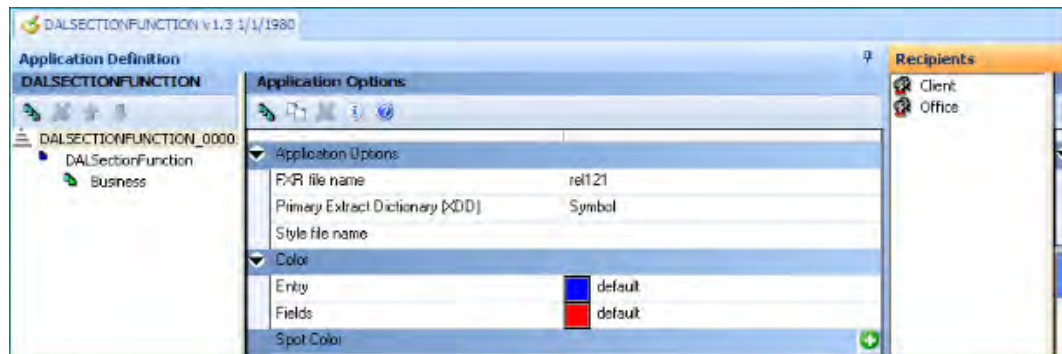 DALSECTIONFUNCTION v1.3 1/1/1980
Application Definition
DALSECTIONFUNCTION
DALSECTIONFUNCTION_0000
DALSectionFunction
Business
Application Options
Application Options
FXR file name rel121
Primary Extract Dictionary (XDD) Symbol
Style file name
Color
Entry default
Fields default
Spot Color
Recipients
Client
Office